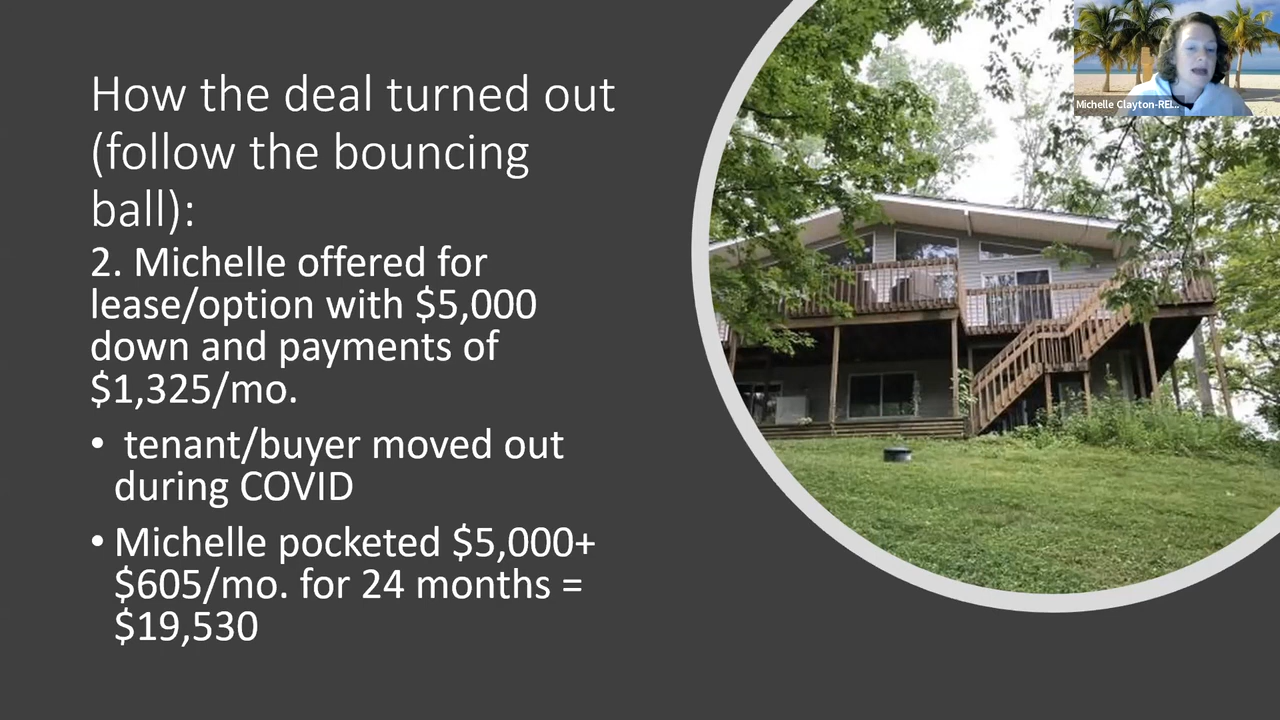 How the deal turned out
(follow the bouncing
ball):
2. Michelle offered for
lease/option with $5,000
down and payments of
$1,325/mo.
• tenant/buyer moved out
during COVID
• Michelle pocketed $5,000+
$605/mo. for 24 months =
$19,530
Michelle Clayton-REI...